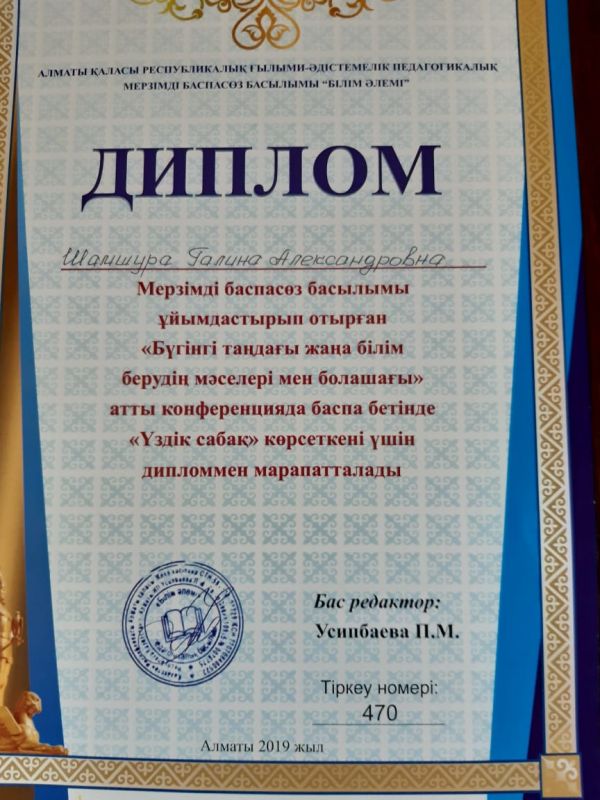 АЛМАТЫ ҚАЛАСЫ РЕСПУБЛИКАЛЫҚ ҒЫЛЫМИ-ӘДІСТЕМЕЛІК ПЕДАГОГИКАЛЫҚ
МЕРЗІМДІ БАСПАСӨЗ БАСЫЛЫМЫ “БІЛІМ ӘЛЕМІ”
ДИПЛОМ
Шамшура Галина Александровна
Мерзімді баспасөз басылымы
ұйымдастырып отырған
«Бүгінгі таңдағы жаңа білім
берудің мәселері мен болашағы»
атты конференцияда баспа бетінде
«Үздік сабақ» көрсеткені үшін
дипломмен марапатталады
«Білім әлемі»
Бас редактор:
Усипбаева П.М.
Тіркеу номері:
470
Алматы 2019 жыл